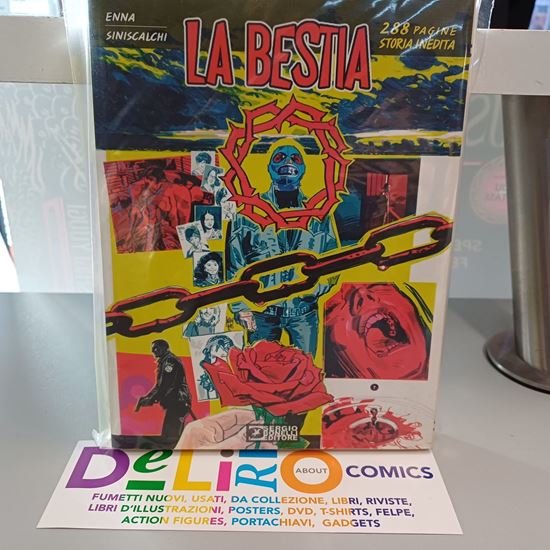 ENNA
SINISCALCHI
LA BESTIA
288 PAGINE
STORIA INEDITA
SERGIO
BONELLI
EDITORE
DeLiRiO ABOUT COMICS
FUMETTI NUOVI, USATI, DA COLLEZIONE, LIBRI, RIVISTE,
LIBRI D'ILLUSTRAZIONI, POSTERS, DVD, T-SHIRTS, FELPE,
ACTION FIGURES, PORTACHIAVI, GADGETS